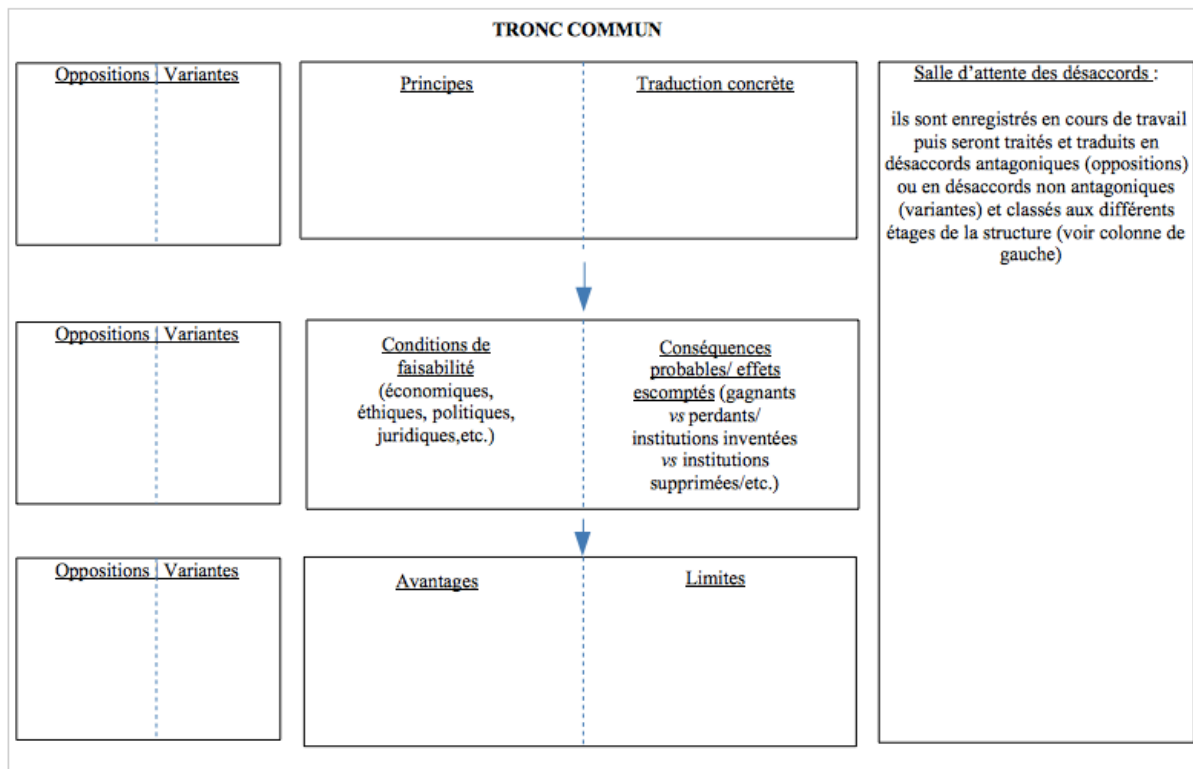 TRONC COMMUN
Oppositions Variantes
Principes
Traduction concrète
Salle d'attente des désaccords :
ils sont enregistrés en cours de travail
puis seront traités et traduits en
désaccords antagoniques (oppositions)
ou en désaccords non antagoniques
(variantes) et classés aux différents
étages de la structure (voir colonne de
gauche)
Oppositions Variantes
Conditions de
faisabilité
(économiques,
éthiques, politiques,
juridiques,etc.)
Conséquences
probables/ effets
escomptés (gagnants
vs perdants/
institutions inventées
vs institutions
supprimées/etc.)
Oppositions Variantes
Avantages
Limites